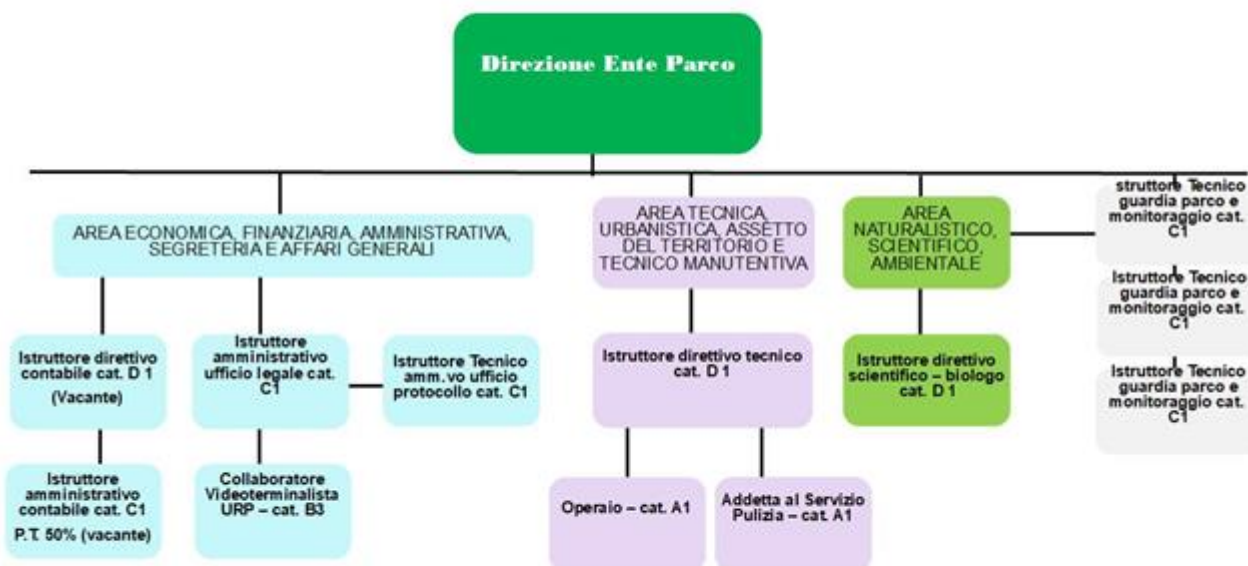 Direzione Ente Parco
AREA ECONOMICA, FINANZIARIA, AMMINISTRATIVA,
SEGRETERIA E AFFARI GENERALI
AREA TECNICA,
URBANISTICA, ASSETTO
DEL TERRITORIO E
TECNICO MANUTENTIVA
AREA
NATURALISTICO,
SCIENTIFICO,
AMBIENTALE
struttore Tecnico
guardia parco e
monitoraggio cat.
C1
Istruttore Tecnico
guardia parco e
monitoraggio cat.
C1
Istruttore Tecnico
guardia parco e
monitoraggio cat.
C1
Istruttore direttivo
contabile cat. D 1
(Vacante)
Istruttore
amministrativo
ufficio legale cat.
C1
Istruttore Tecnico
amm.vo ufficio
protocollo cat. C1
Istruttore direttivo tecnico
cat. D 1
Istruttore direttivo
scientifico – biologo
cat. D 1
Istruttore
amministrativo
contabile cat. C1
P.T. 50% (vacante)
Collaboratore
Videoterminalista
URP – cat. B3
Operaio – cat. A1
Addetta al Servizio
Pulizia – cat. A1